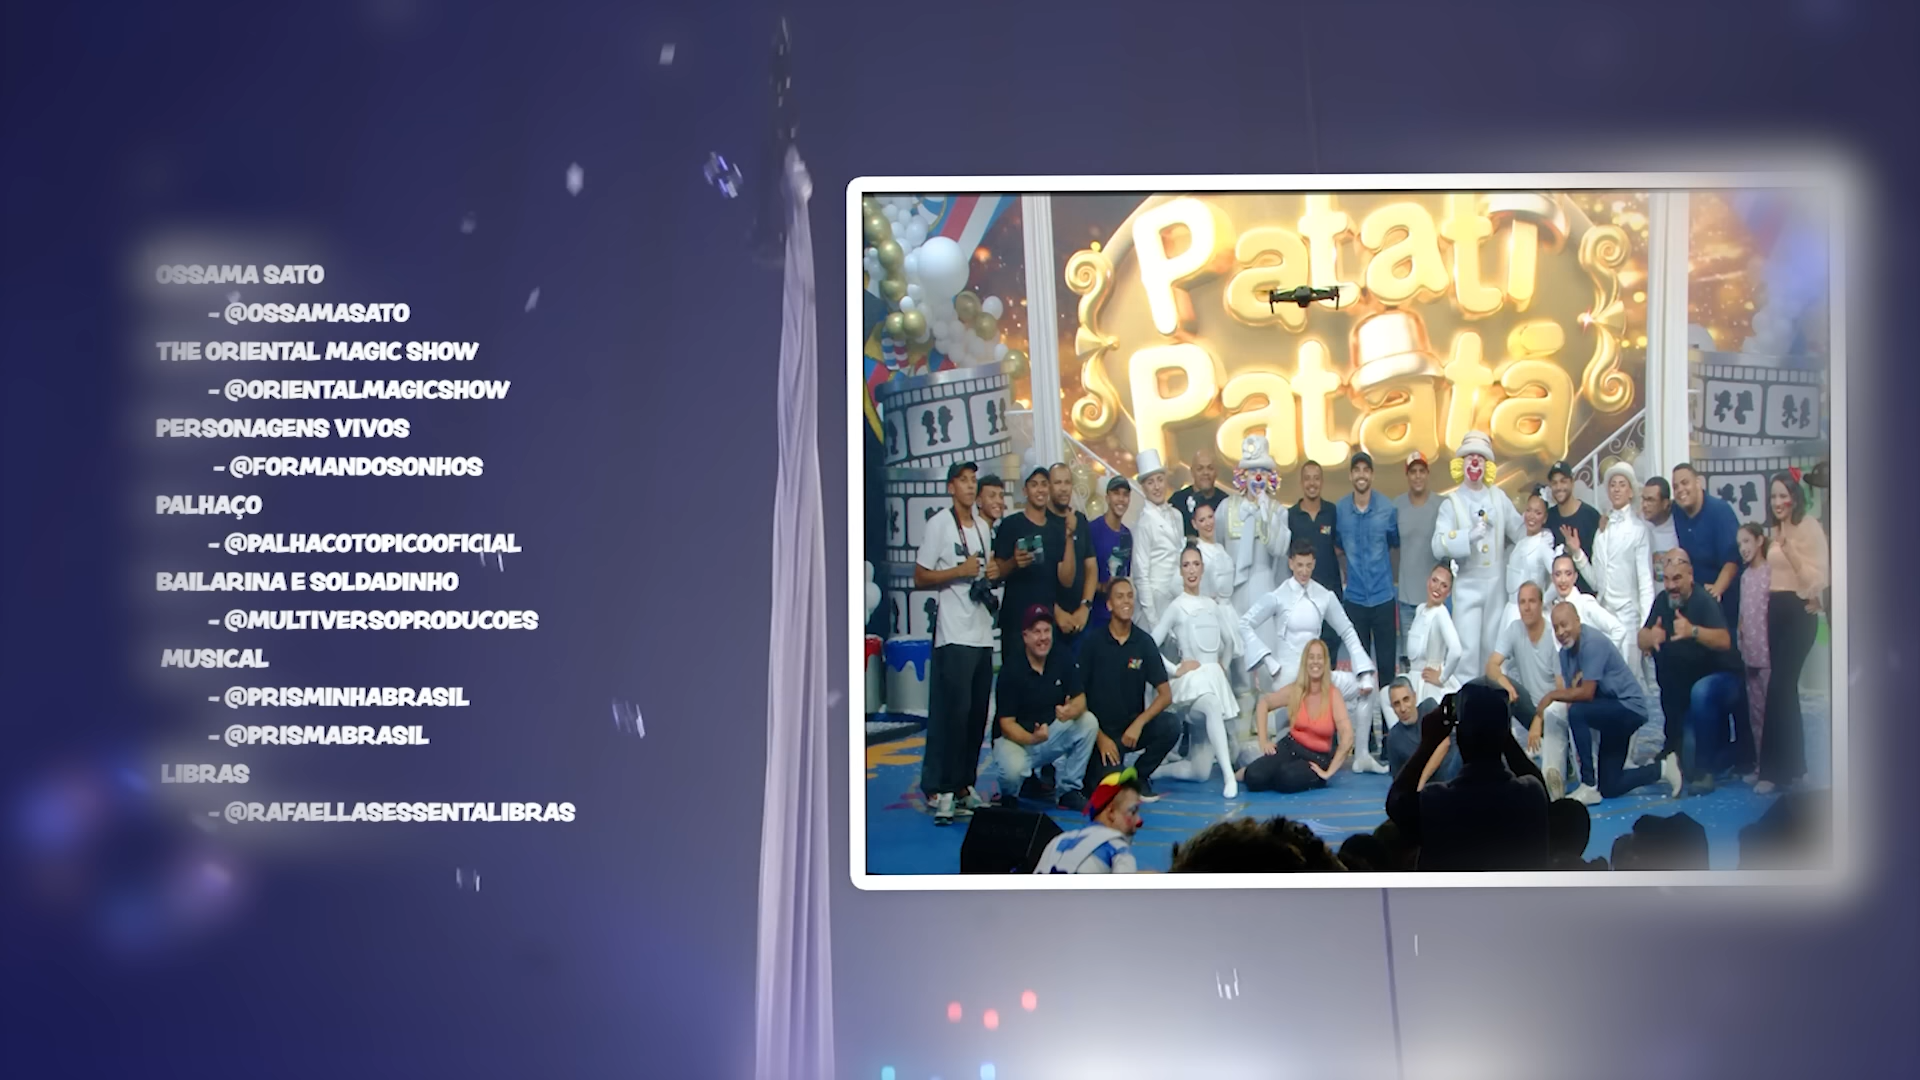 OSSAMA SATO
- @OSSAMASATO
THE ORIENTAL MAGIC SHOW
- @ORIENTALMAGICSHOW
PERSONAGENS VIVOS
- @FORMANDOSONHOS
PALHAÇO
- @PALHACOTOPICOOFICIAL
BAILARINA E SOLDADINHO
- @MULTIVERSOPRODUCOES
MUSICAL
- @PRISMINHABRASIL
- @PRISMABRASIL
LIBRAS
- @RAFAELLASESSENTALIBRAS
Patati
Patatá